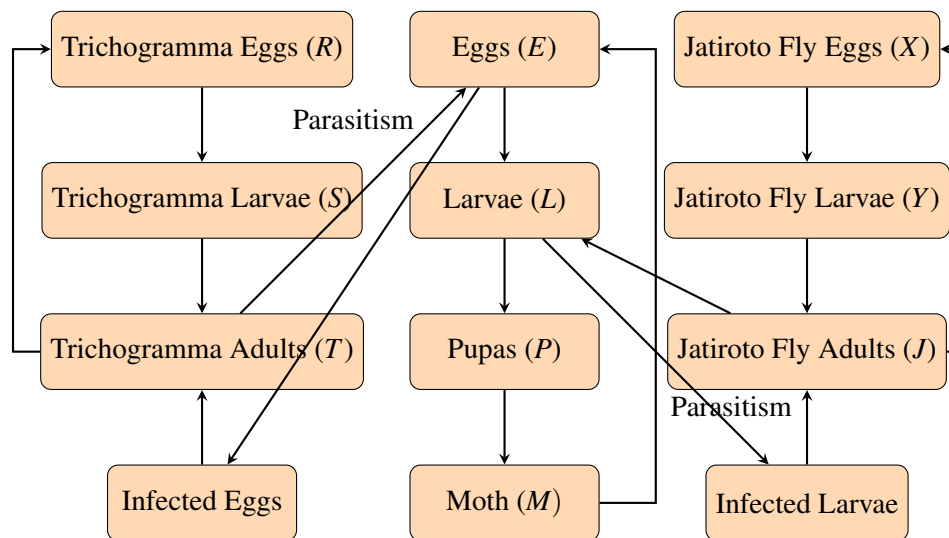 Trichogramma Eggs (R)
Eggs (E)
Jatiroto Fly Eggs (X)
Parasitism
Trichogramma Larvae (S)
Larvae (L)
Jatiroto Fly Larvae (Y)
Trichogramma Adults (T)
Pupas (P)
Jatiroto Fly Adults (J)
Parasitism
Infected Eggs
Moth (M)
Infected Larvae